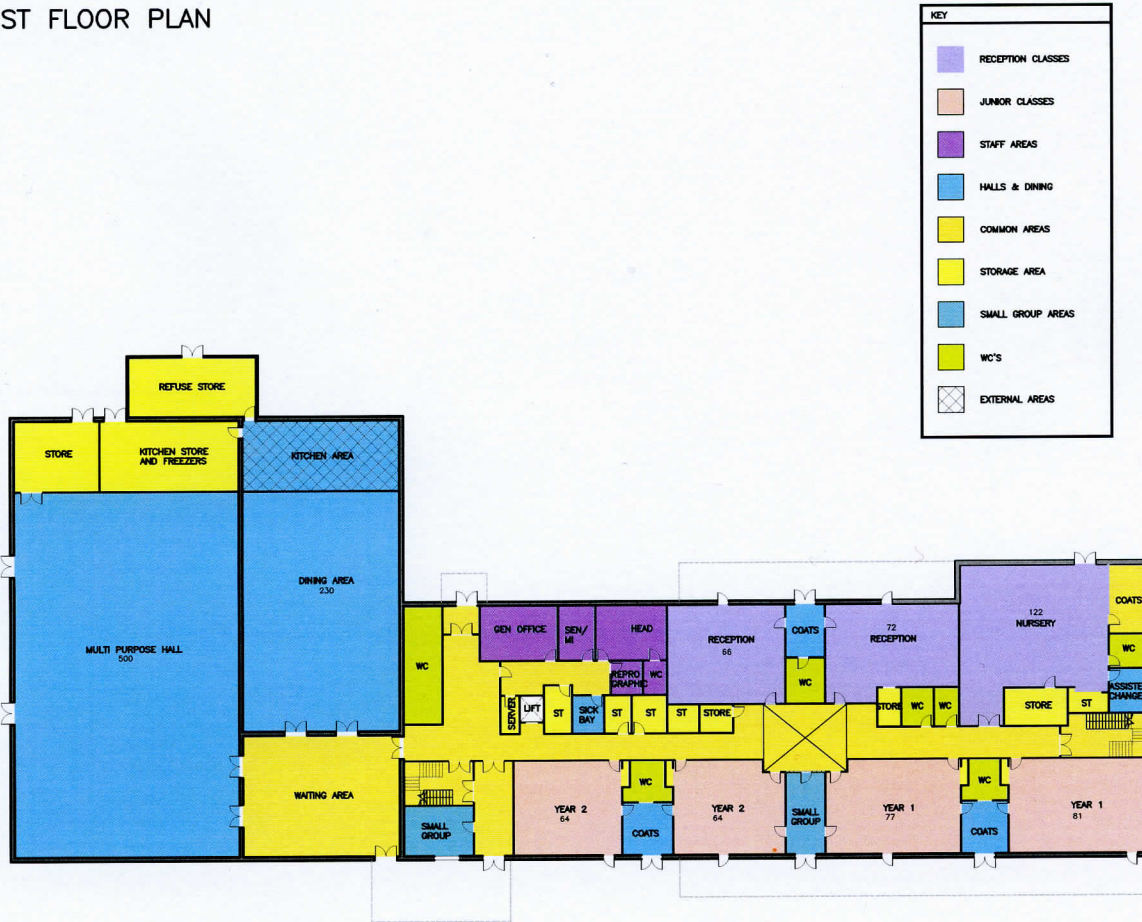 ST FLOOR PLAN
KEY
RECEPTION CLASSES
JUNIOR CLASSES
STAFF AREAS
HALLS & DINING
COMMON AREAS
STORAGE AREA
SMALL GROUP AREAS
WC'S
EXTERNAL AREAS
REFUSE STORE
STORE
KITCHEN STORE
AND FREEZERS
KITCHEN AREA
MULTI PURPOSE HALL
500
DINING AREA
230
WAITING AREA
WC
GEN OFFICE
SEN/
MI
HEAD
REPRO
GRAPHIC
WC
SERVER
LIFT
ST
SICK
BAY
ST
ST
ST
STORE
RECEPTION
66
COATS
WC
72
RECEPTION
STORE
WC
WC
122
NURSERY
STORE
ST
COATS
WC
ASSISTE
CHANGE
SMALL
GROUP
YEAR 2
64
WC
COATS
YEAR 2
64
SMALL
GROUP
YEAR 1
77
WC
COATS
YEAR 1
81